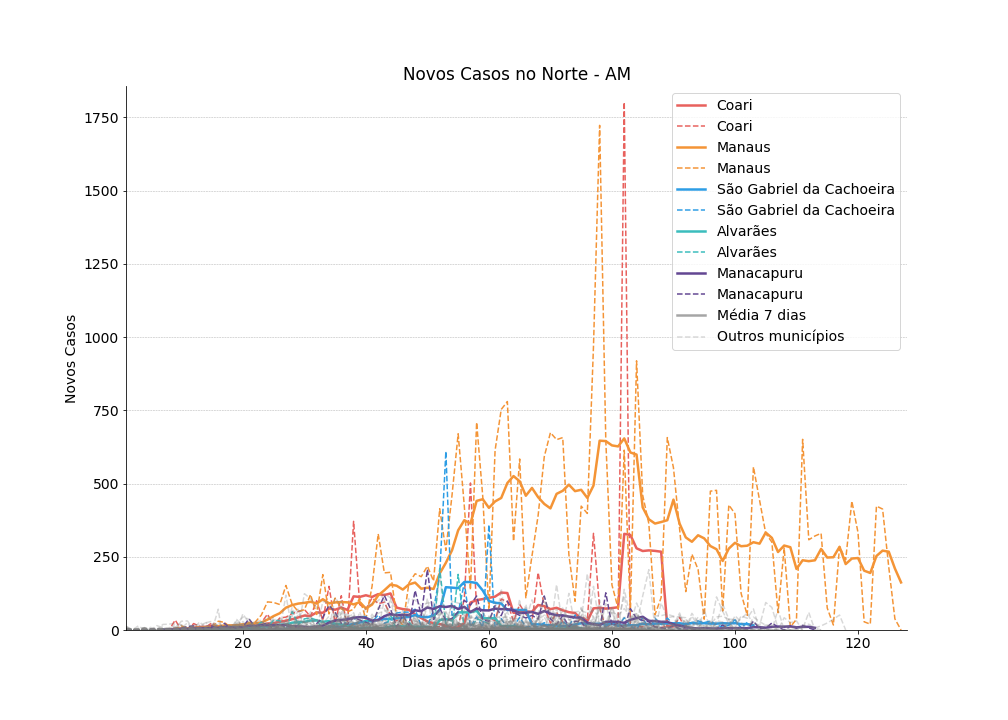 Novos Casos no Norte - AM
Novos Casos
1750
1500
1250
1000
750
500
250
0
20
40
60
80
100
120
Dias após o primeiro confirmado
Coari
Coari
Manaus
Manaus
São Gabriel da Cachoeira
São Gabriel da Cachoeira
Alvarães
Alvarães
Manacapuru
Manacapuru
Média 7 dias
Outros municípios